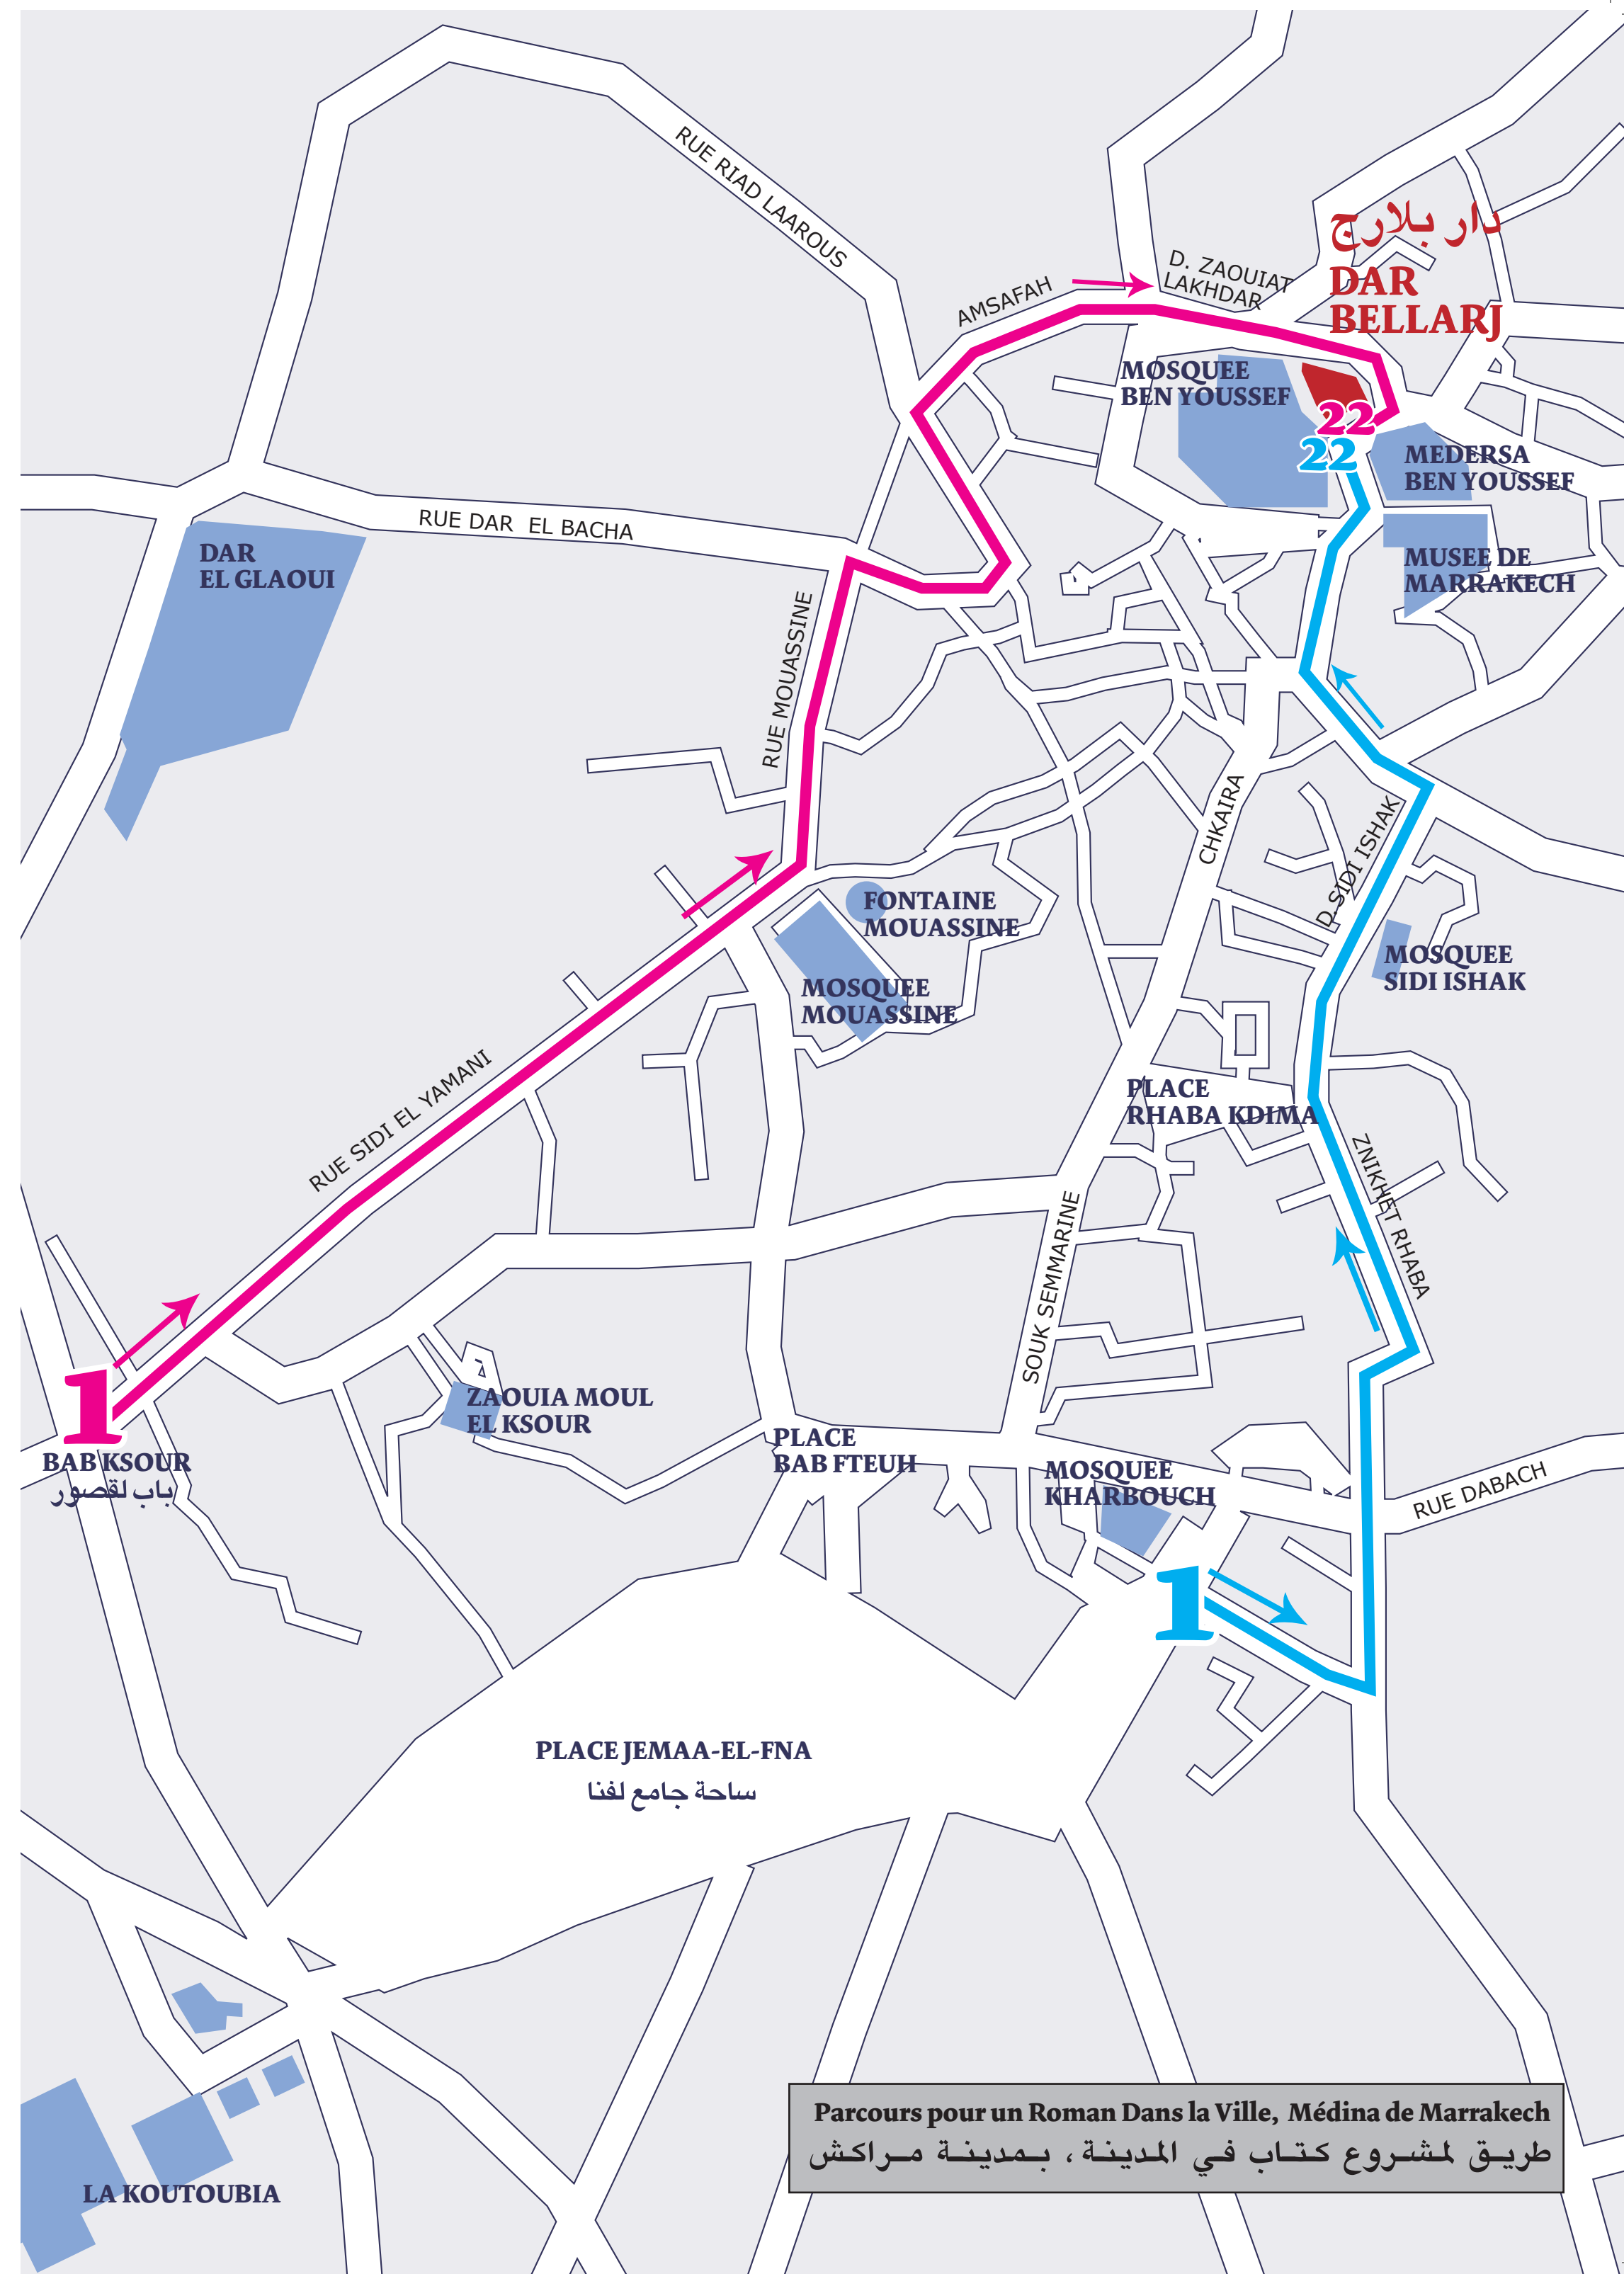 RUE RIAD LAAROUS
دار بلارج
DAR
BELLARJ
D. ZAOUIAT
LAKHDAR
AMSAFAH
MOSQUEE
BEN YOUSSEF
22
22
MEDERSA
BEN YOUSSEF
RUE DAR EL BACHA
DAR
EL GLAOUI
MUSEE DE
MARRAKECH
RUE MOUASSINE
CHKAIRA
D.SIDI ISHAK
FONTAINE
MOUASSINE
MOSQUEE
SIDI ISHAK
MOSQUEE
MOUASSINE
RUE SIDI EL YAMANI
PLACE
RHABA KDIMA
ZNIKHET RHABA
SOUK SEMMARINE
1
BAB KSOUR
باب لقصور
ZAOUIA MOUL
EL KSOUR
PLACE
BAB FTEUH
MOSQUEE
KHARBOUCH
RUE DABACH
1
PLACE JEMAA-EL-FNA
ساحة جامع لفنا
LA KOUTOUBIA
Parcours pour un Roman Dans la Ville, Médina de Marrakech
طريق لمشروع كتاب في المدينة، بمدينة مراكش